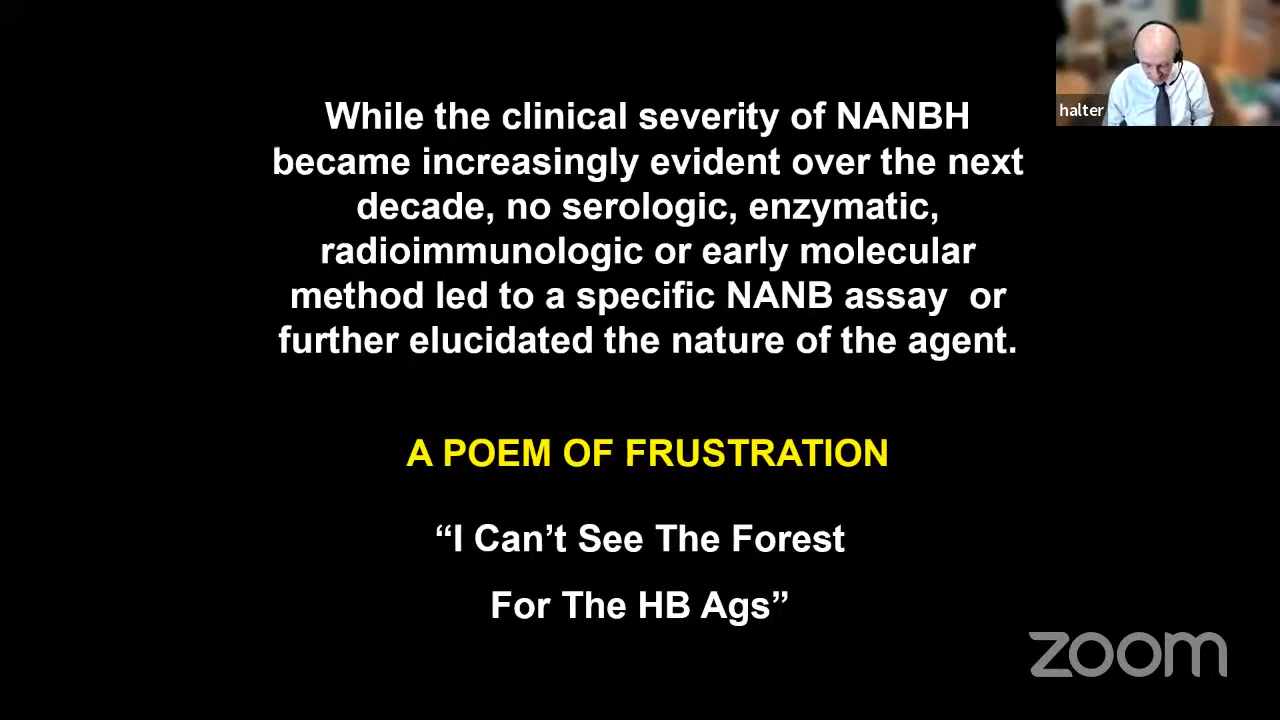 While the clinical severity of NANBH
became increasingly evident over the next
decade, no serologic, enzymatic,
radioimmunologic or early molecular
method led to a specific NANB assay  or
further elucidated the nature of the agent.
A POEM OF FRUSTRATION
“I Can’t See The Forest
For The HB Ags”
halter
zoom